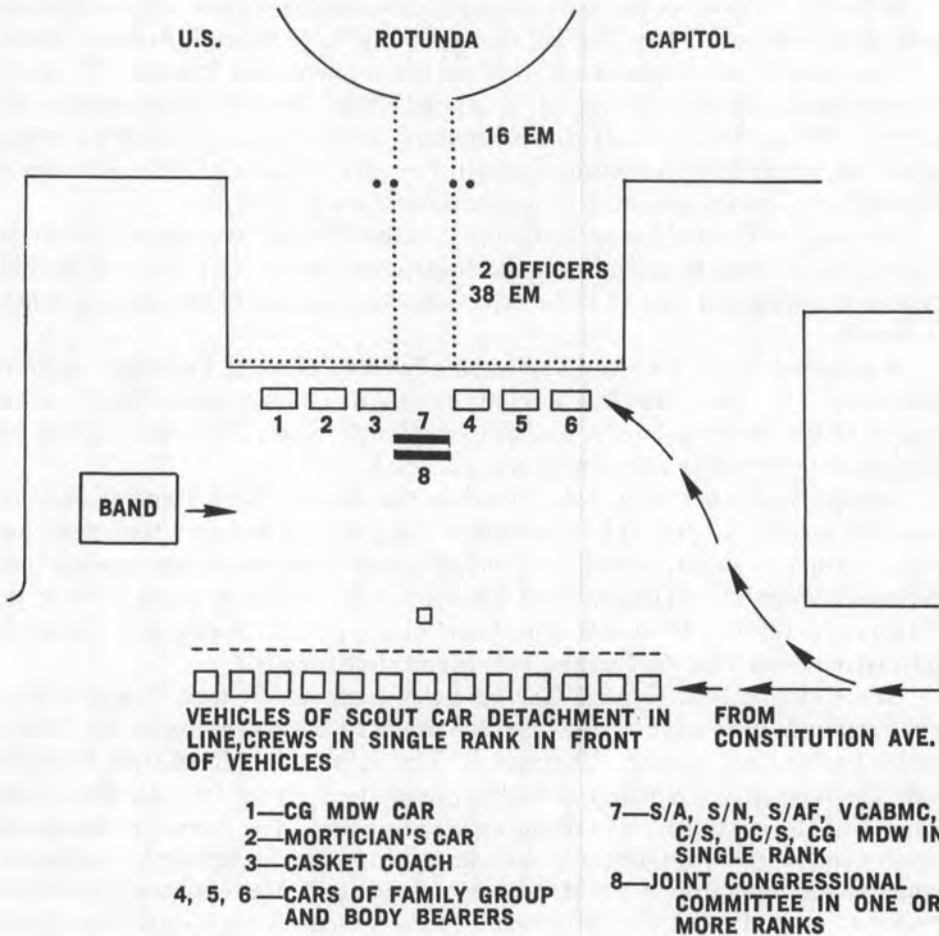 U.S. ROTUNDA CAPITOL
16 EM
2 OFFICERS
38 EM
1 2 3 7 4 5 6
8
BAND
VEHICLES OF SCOUT CAR DETACHMENT IN
LINE, CREWS IN SINGLE RANK IN FRONT
OF VEHICLES
FROM
CONSTITUTION AVE.
1—CG MDW CAR
2—MORTICIAN'S CAR
3—CASKET COACH
4, 5, 6—CARS OF FAMILY GROUP
AND BODY BEARERS
7—S/A, S/N, S/AF, VCABMC,
C/S, DC/S, CG MDW IN
SINGLE RANK
8—JOINT CONGRESSIONAL
COMMITTEE IN ONE OR
MORE RANKS